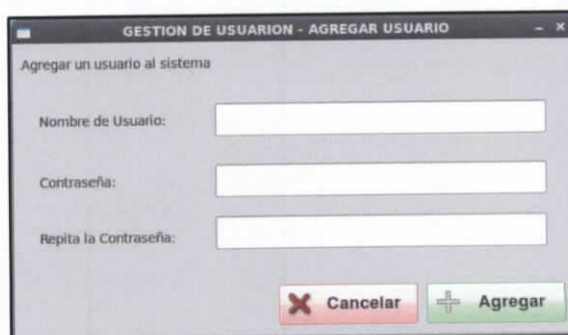 GESTION DE USUARION - AGREGAR USUARIO
Agregar un usuario al sistema
Nombre de Usuario:
Contraseña:
Repita la Contraseña:
Cancelar
Agregar